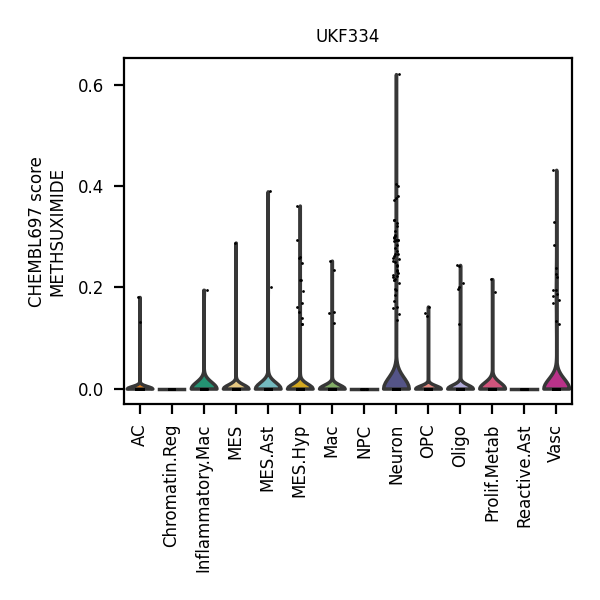 UKF334
CHEMBL697 score
METHSUXIMIDE
0.6
0.4
0.2
0.0
AC
Chromatin.Reg
Inflammatory.Mac
MES
MES.Ast
MES.Hyp
Mac
NPC
Neuron
OPC
Oligo
Prolif.Metab
Reactive.Ast
Vasc